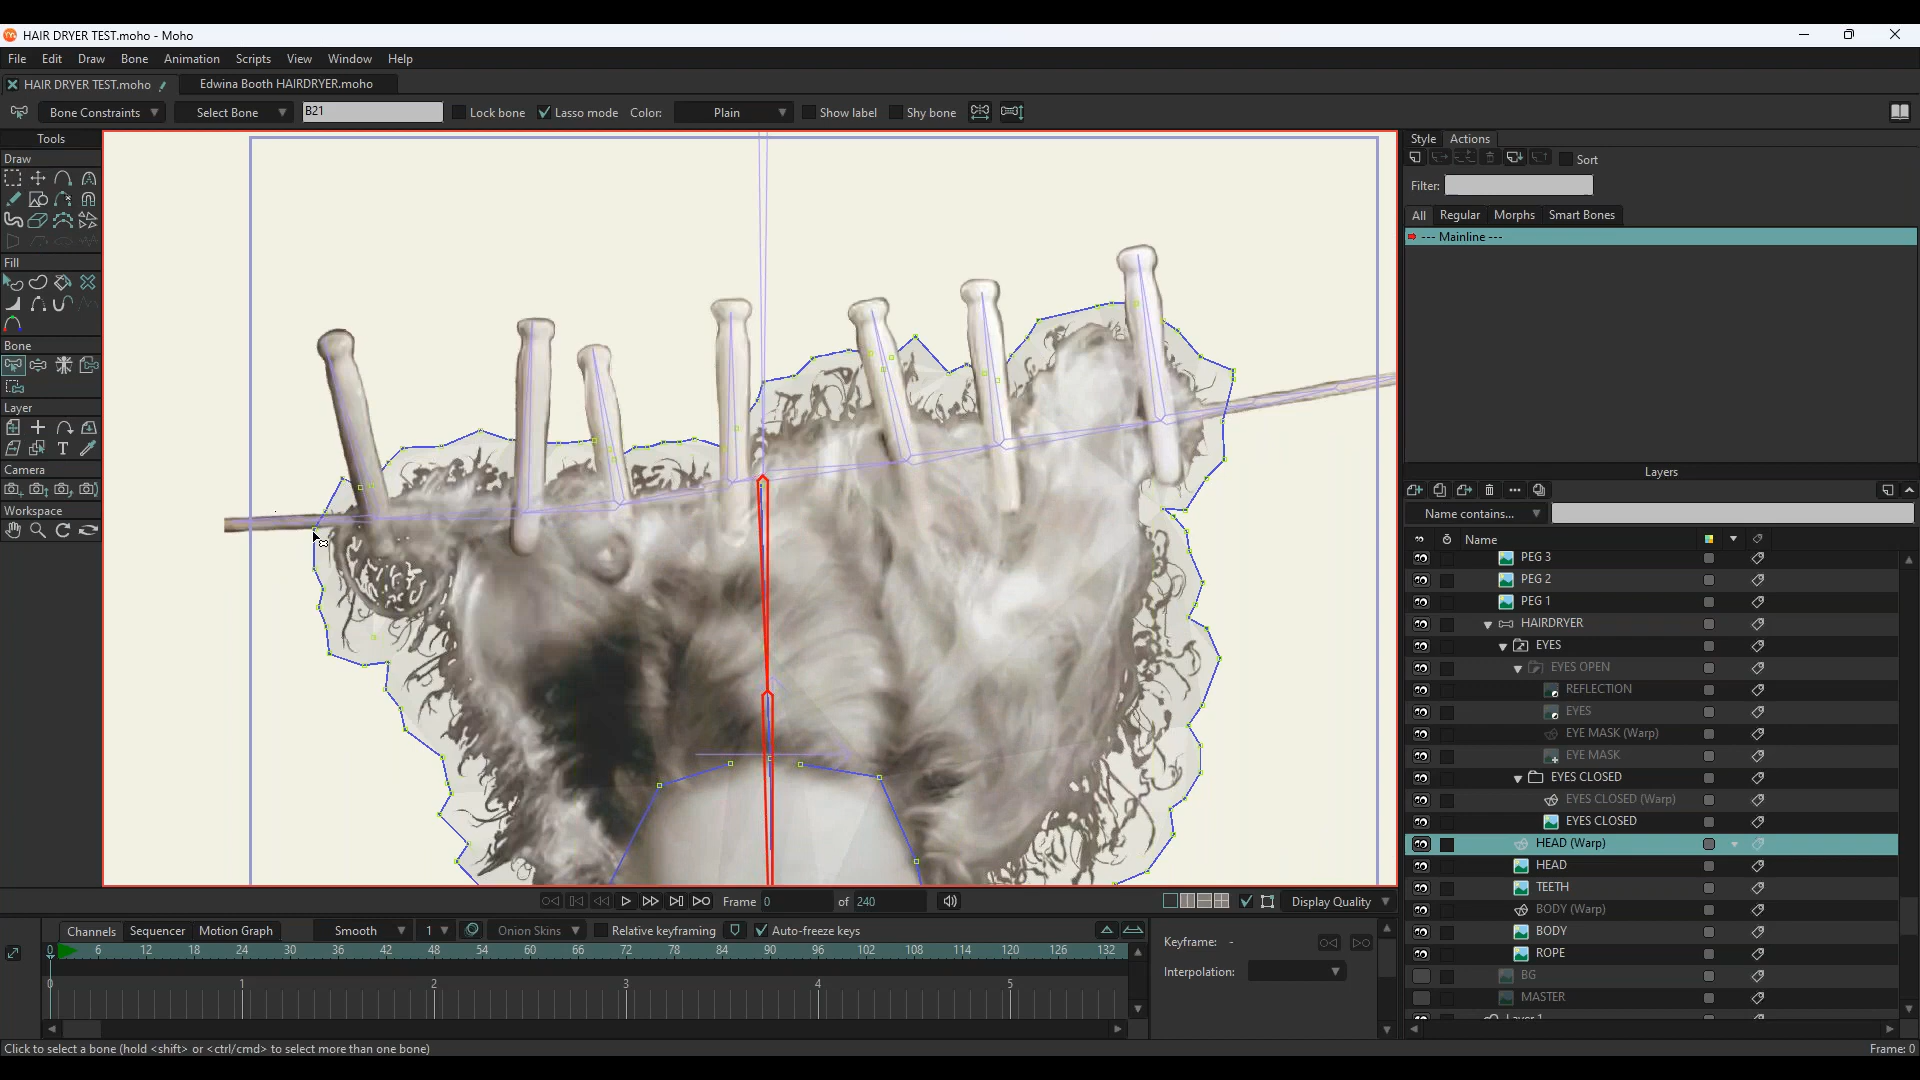 HAIR DRYER TEST.moho - Moho
File Edit Draw Bone Animation Scripts View Window Help
HAIR DRYER TEST.moho Edwina Booth HAIRDRYER.moho
Bone Constraints Select Bone B21 Lock bone Lasso mode Color: Plain Show label Shy bone
Tools
Draw
Fill
Bone
Layer
Camera
Workspace
Style Actions
Sort
Filter:
All Regular Morphs Smart Bones
--- Mainline ---
Layers
Name contains...
Name
PEG 3
PEG 2
PEG 1
HAIRDRYER
EYES
EYES OPEN
REFLECTION
EYES
EYE MASK (Warp)
EYE MASK
EYES CLOSED
EYES CLOSED (Warp)
EYES CLOSED
HEAD (Warp)
HEAD
TEETH
BODY (Warp)
BODY
ROPE
BG
MASTER
Frame 0 of 240 Display Quality
Channels Sequencer Motion Graph Smooth 1 Onion Skins Relative keyframing Auto-freeze keys
0 6 12 18 24 30 36 42 48 54 60 66 72 78 84 90 96 102 108 114 120 126 132
0 1 2 3 4 5
Keyframe: -
Interpolation:
Click to select a bone (hold <shift> or <ctrl/cmd> to select more than one bone) Frame: 0